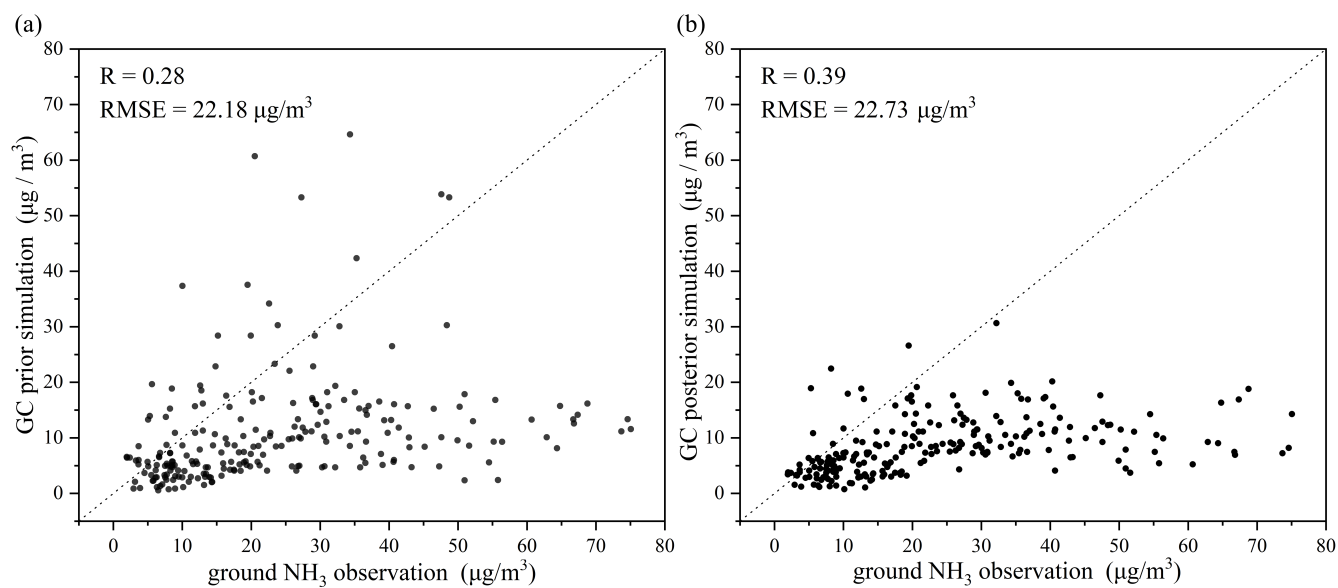 (a)
R = 0.28
RMSE = 22.18 μg/m³
GC prior simulation (μg / m³)
80
70
60
50
40
30
20
10
0
0 10 20 30 40 50 60 70 80
ground NH₃ observation (μg/m³)
(b)
R = 0.39
RMSE = 22.73 μg/m³
GC posterior simulation (μg / m³)
80
70
60
50
40
30
20
10
0
0 10 20 30 40 50 60 70 80
ground NH₃ observation (μg/m³)